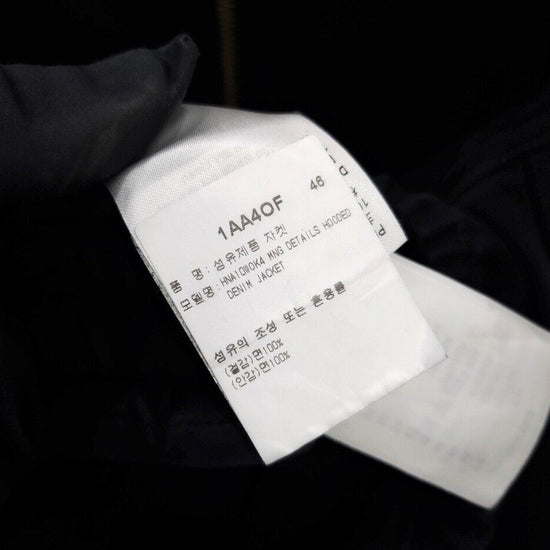 1AA4OF 46
품 명 : 섬유제품 자켓
모델명 : HNA10WOK4 MNG DETAILS HOODED
DENIM JACKET
섬유의 조성 또는 혼용률
(겉감)면100%
(안감)면100%